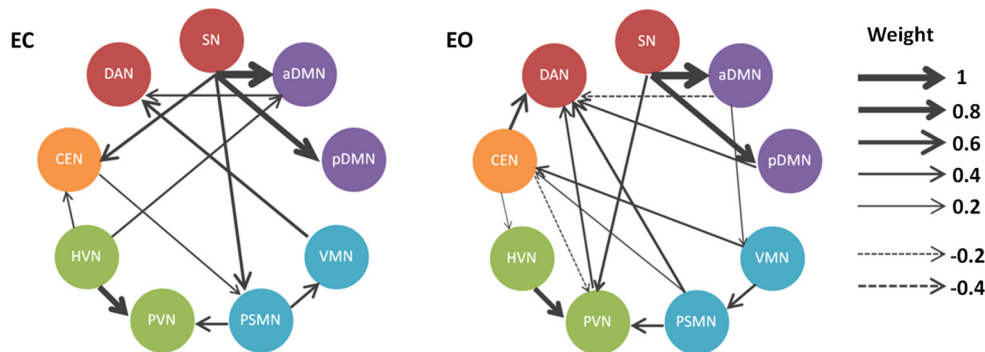 EC
SN
DAN
aDMN
CEN
pDMN
HVN
VMN
PVN
PSMN
EO
SN
DAN
aDMN
CEN
pDMN
HVN
VMN
PVN
PSMN
Weight
1
0.8
0.6
0.4
0.2
-0.2
-0.4